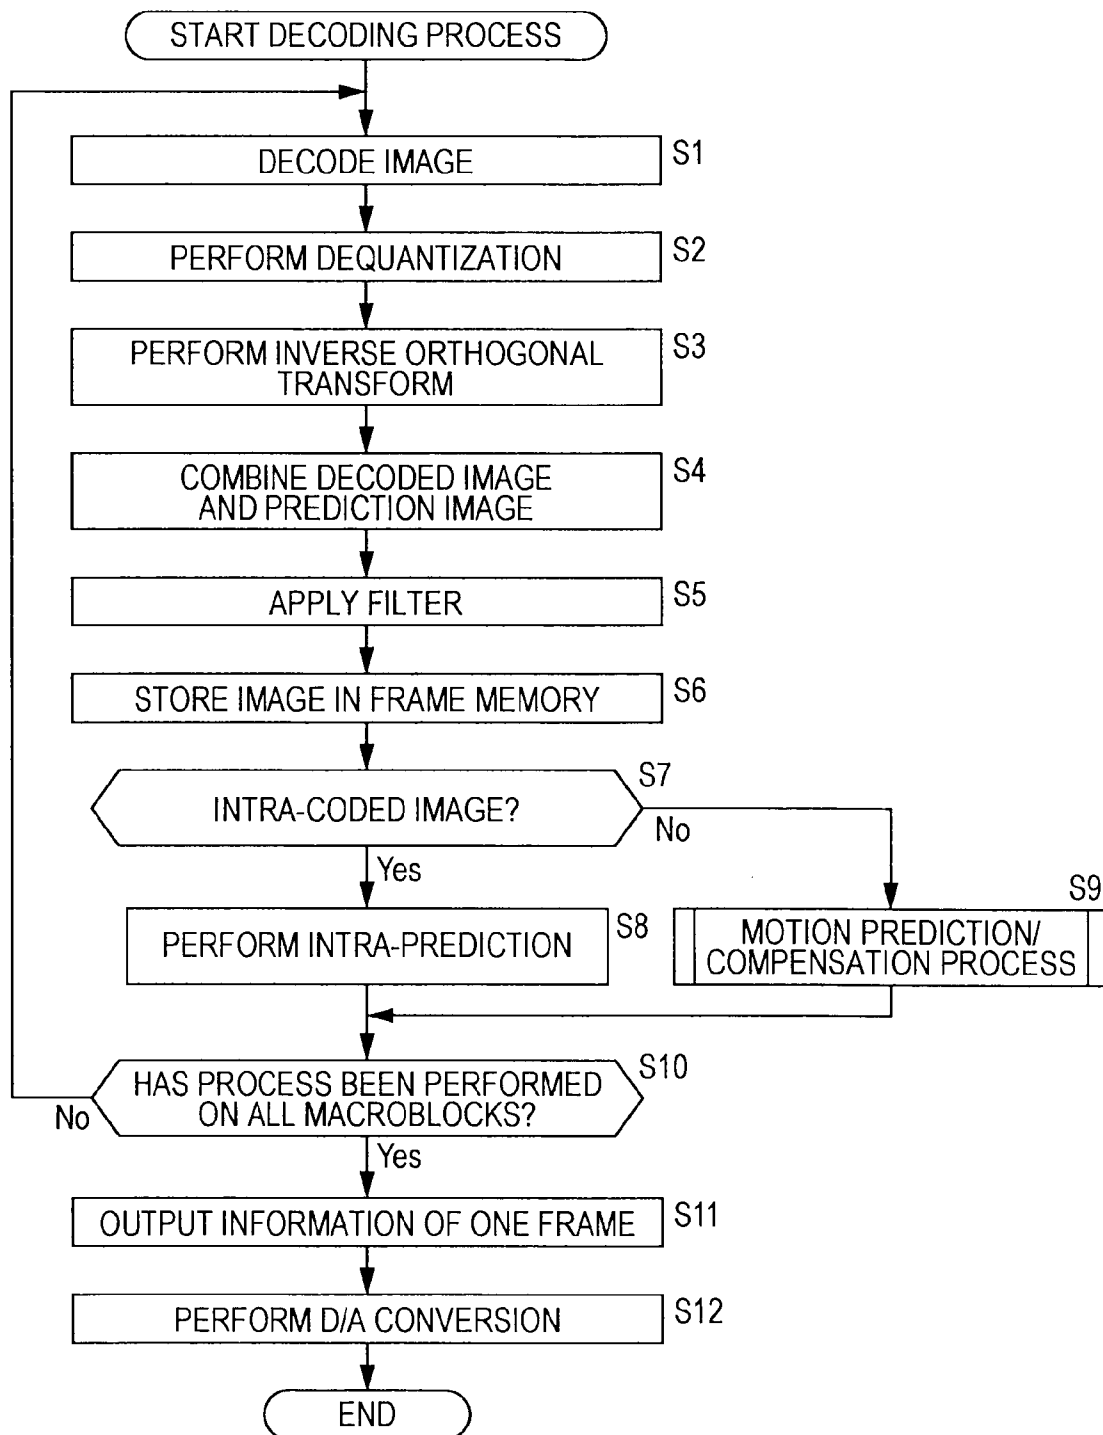 START DECODING PROCESS
DECODE IMAGE
S1
PERFORM DEQUANTIZATION
S2
PERFORM INVERSE ORTHOGONAL
TRANSFORM
S3
COMBINE DECODED IMAGE
AND PREDICTION IMAGE
S4
APPLY FILTER
S5
STORE IMAGE IN FRAME MEMORY
S6
INTRA-CODED IMAGE?
S7
No
Yes
PERFORM INTRA-PREDICTION
S8
MOTION PREDICTION/
COMPENSATION PROCESS
S9
HAS PROCESS BEEN PERFORMED
ON ALL MACROBLOCKS?
S10
No
Yes
OUTPUT INFORMATION OF ONE FRAME
S11
PERFORM D/A CONVERSION
S12
END